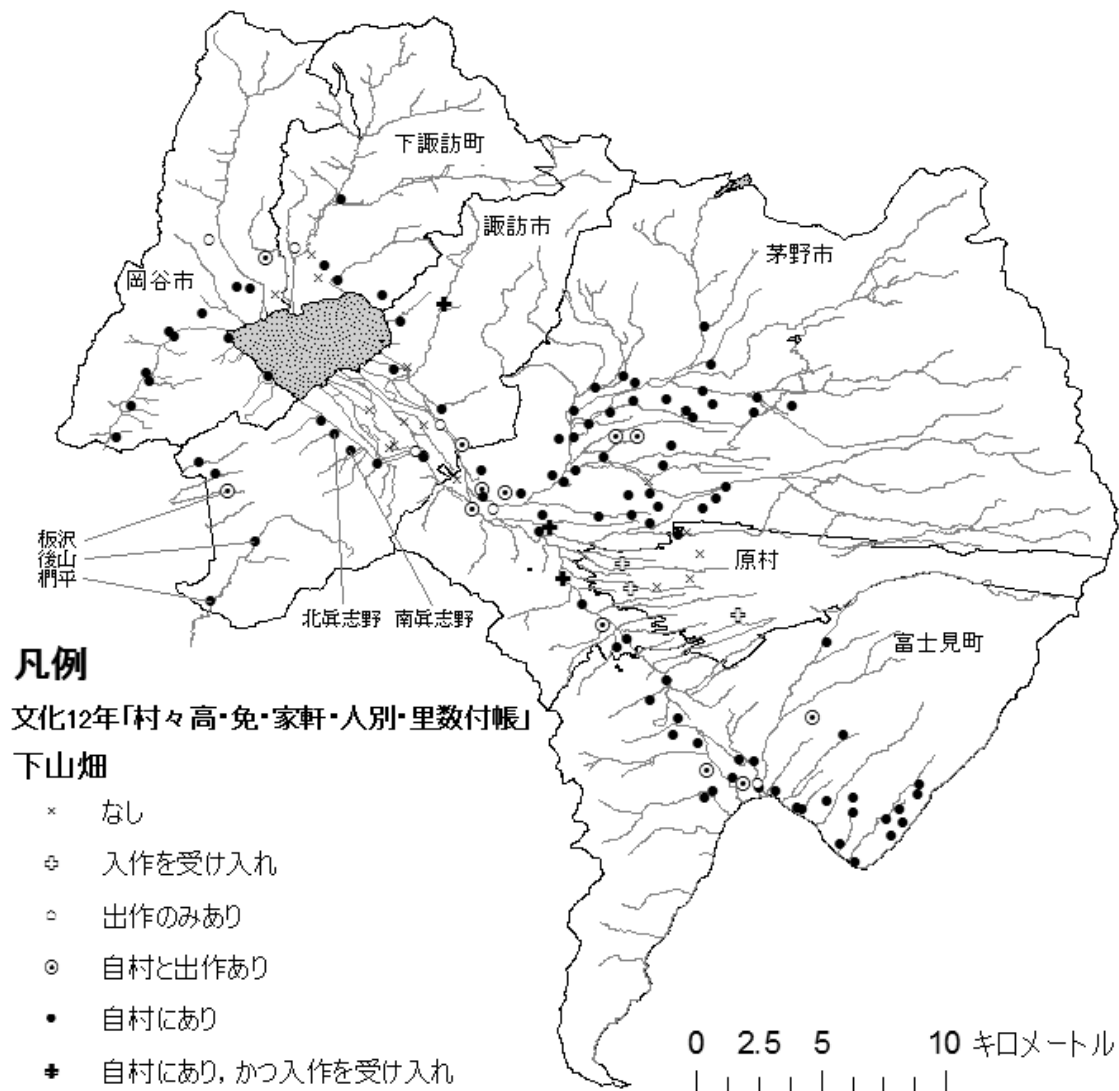 下諏訪町
諏訪市
茅野市
岡谷市
板沢
後山
椚平
北眞志野 南眞志野
原村
富士見町
凡例
文化12年「村々高・免・家軒・人別・里数付帳」
下山畑
なし
入作を受け入れ
出作のみあり
自村と出作あり
自村にあり
自村にあり，かつ入作を受け入れ
0 2.5 5 10 キロメートル